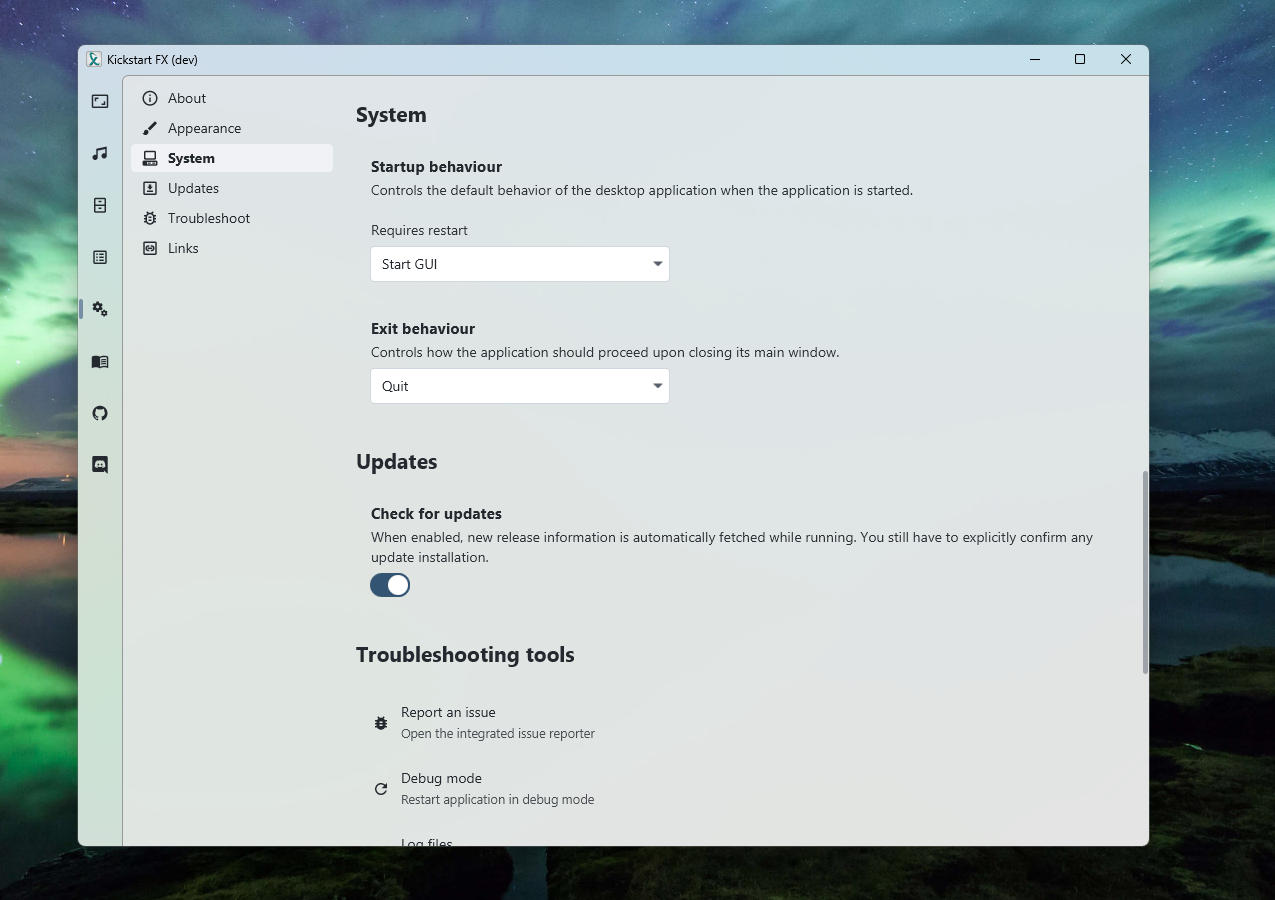 Kickstart FX (dev)
About
Appearance
System
Updates
Troubleshoot
Links
System
Startup behaviour
Controls the default behavior of the desktop application when the application is started.
Requires restart
Start GUI
Exit behaviour
Controls how the application should proceed upon closing its main window.
Quit
Updates
Check for updates
When enabled, new release information is automatically fetched while running. You still have to explicitly confirm any
update installation.
Troubleshooting tools
Report an issue
Open the integrated issue reporter
Debug mode
Restart application in debug mode
Log files